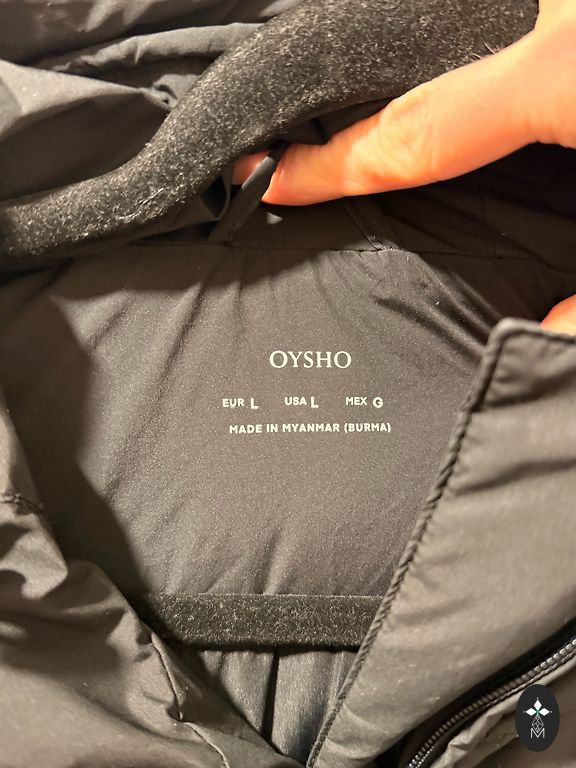 OYSHO
EUR L USA L MEX G
MADE IN MYANMAR (BURMA)
M